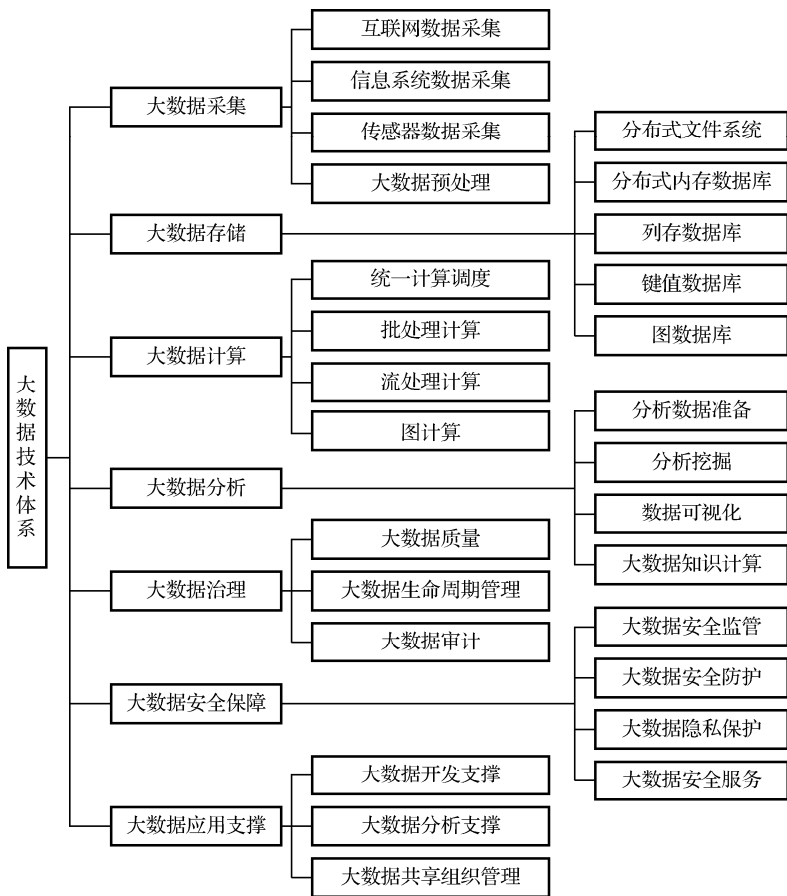 大数据技术体系
大数据采集
互联网数据采集
信息系统数据采集
传感器数据采集
大数据预处理
大数据存储
分布式文件系统
分布式内存数据库
列存数据库
键值数据库
图数据库
大数据计算
统一计算调度
批处理计算
流处理计算
图计算
大数据分析
分析数据准备
分析挖掘
数据可视化
大数据知识计算
大数据治理
大数据质量
大数据生命周期管理
大数据审计
大数据安全保障
大数据安全监管
大数据安全防护
大数据隐私保护
大数据安全服务
大数据应用支撑
大数据开发支撑
大数据分析支撑
大数据共享组织管理